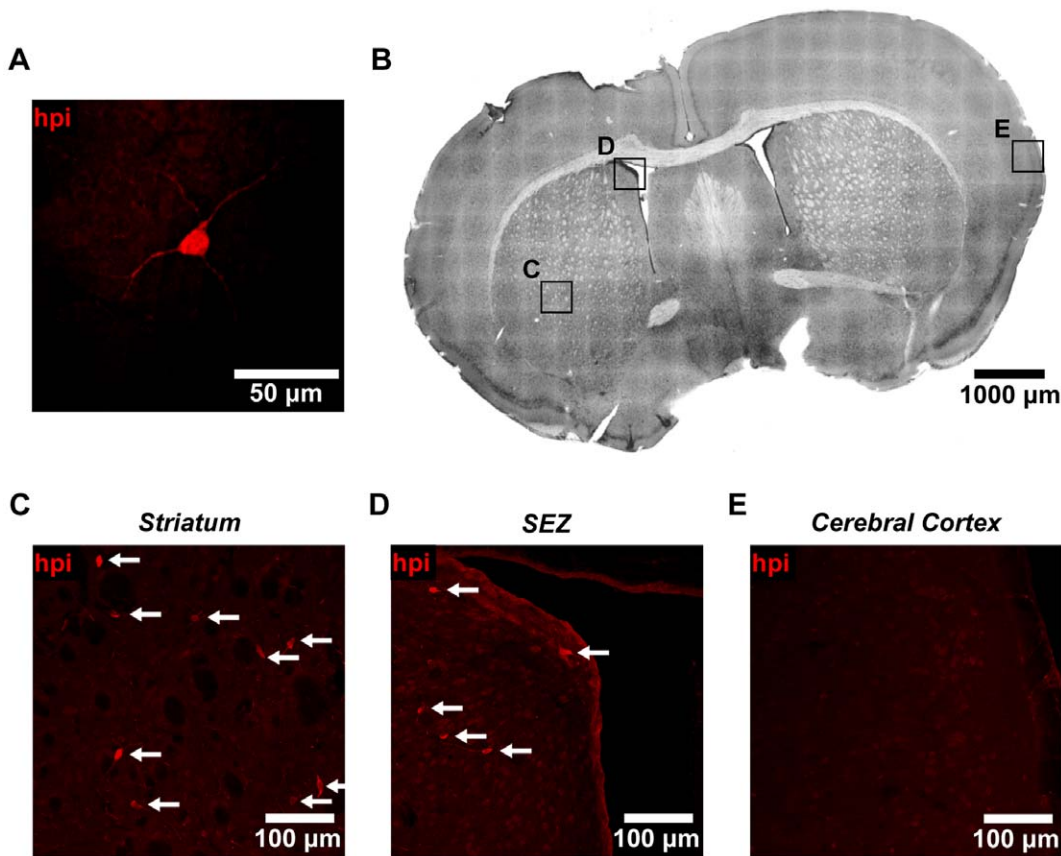 A
hpi
50 µm
B
D
E
C
1000 µm
C
Striatum
hpi
100 µm
D
SEZ
hpi
100 µm
E
Cerebral Cortex
hpi
100 µm